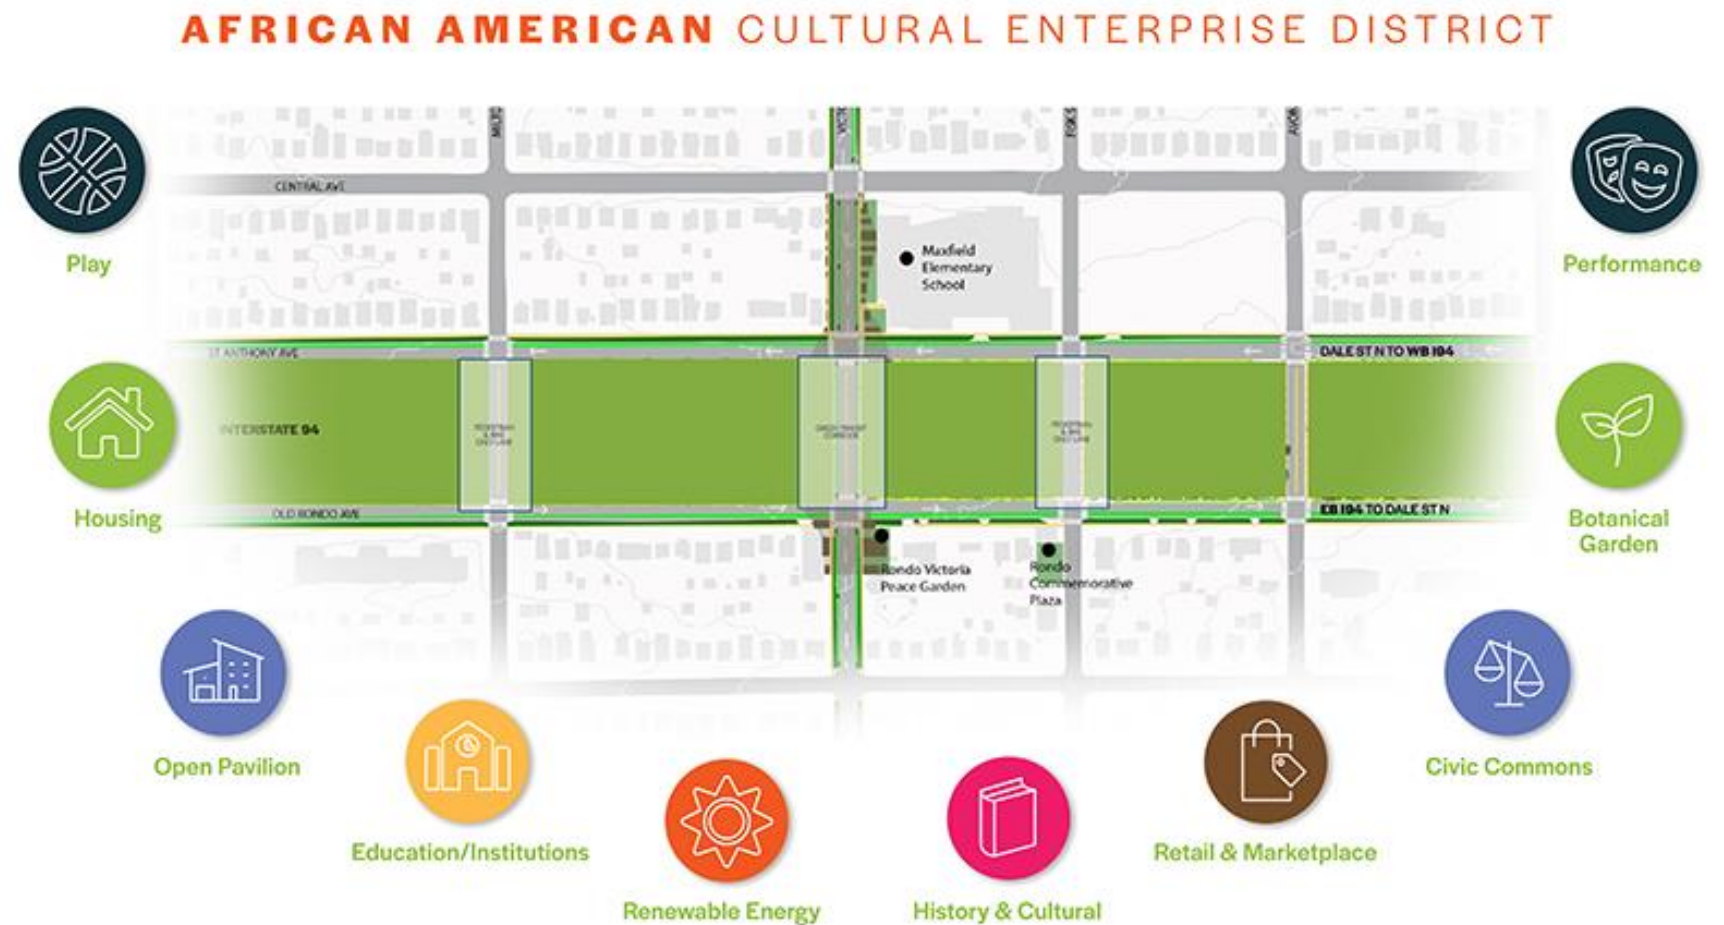 AFRICAN AMERICAN CULTURAL ENTERPRISE DISTRICT
CENTRAL AVE
Play
Performance
Maxfield
Elementary
School
ST ANTHONY AVE
DALE ST N TO WB I94
INTERSTATE 94
OLD RONDO AVE
EB I94 TO DALE ST N
Housing
Botanical
Garden
Rondo Victoria
Peace Garden
Rondo
Commemorative
Plaza
Open Pavilion
Civic Commons
Education/Institutions
Retail & Marketplace
Renewable Energy
History & Cultural